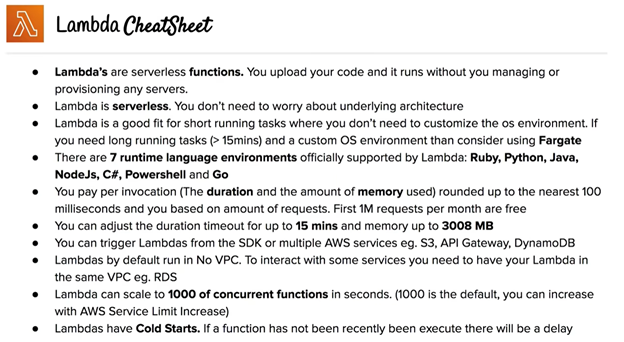 Lambda CheatSheet
● Lambda's are serverless functions. You upload your code and it runs without you managing or
provisioning any servers.
● Lambda is serverless. You don't need to worry about underlying architecture
● Lambda is a good fit for short running tasks where you don't need to customize the os environment. If
you need long running tasks (> 15mins) and a custom OS environment than consider using Fargate
● There are 7 runtime language environments officially supported by Lambda: Ruby, Python, Java,
NodeJs, C#, Powershell and Go
● You pay per invocation (The duration and the amount of memory used) rounded up to the nearest 100
milliseconds and you based on amount of requests. First 1M requests per month are free
● You can adjust the duration timeout for up to 15 mins and memory up to 3008 MB
● You can trigger Lambdas from the SDK or multiple AWS services eg. S3, API Gateway, DynamoDB
● Lambdas by default run in No VPC. To interact with some services you need to have your Lambda in
the same VPC eg. RDS
● Lambda can scale to 1000 of concurrent functions in seconds. (1000 is the default, you can increase
with AWS Service Limit Increase)
● Lambdas have Cold Starts. If a function has not been recently been execute there will be a delay